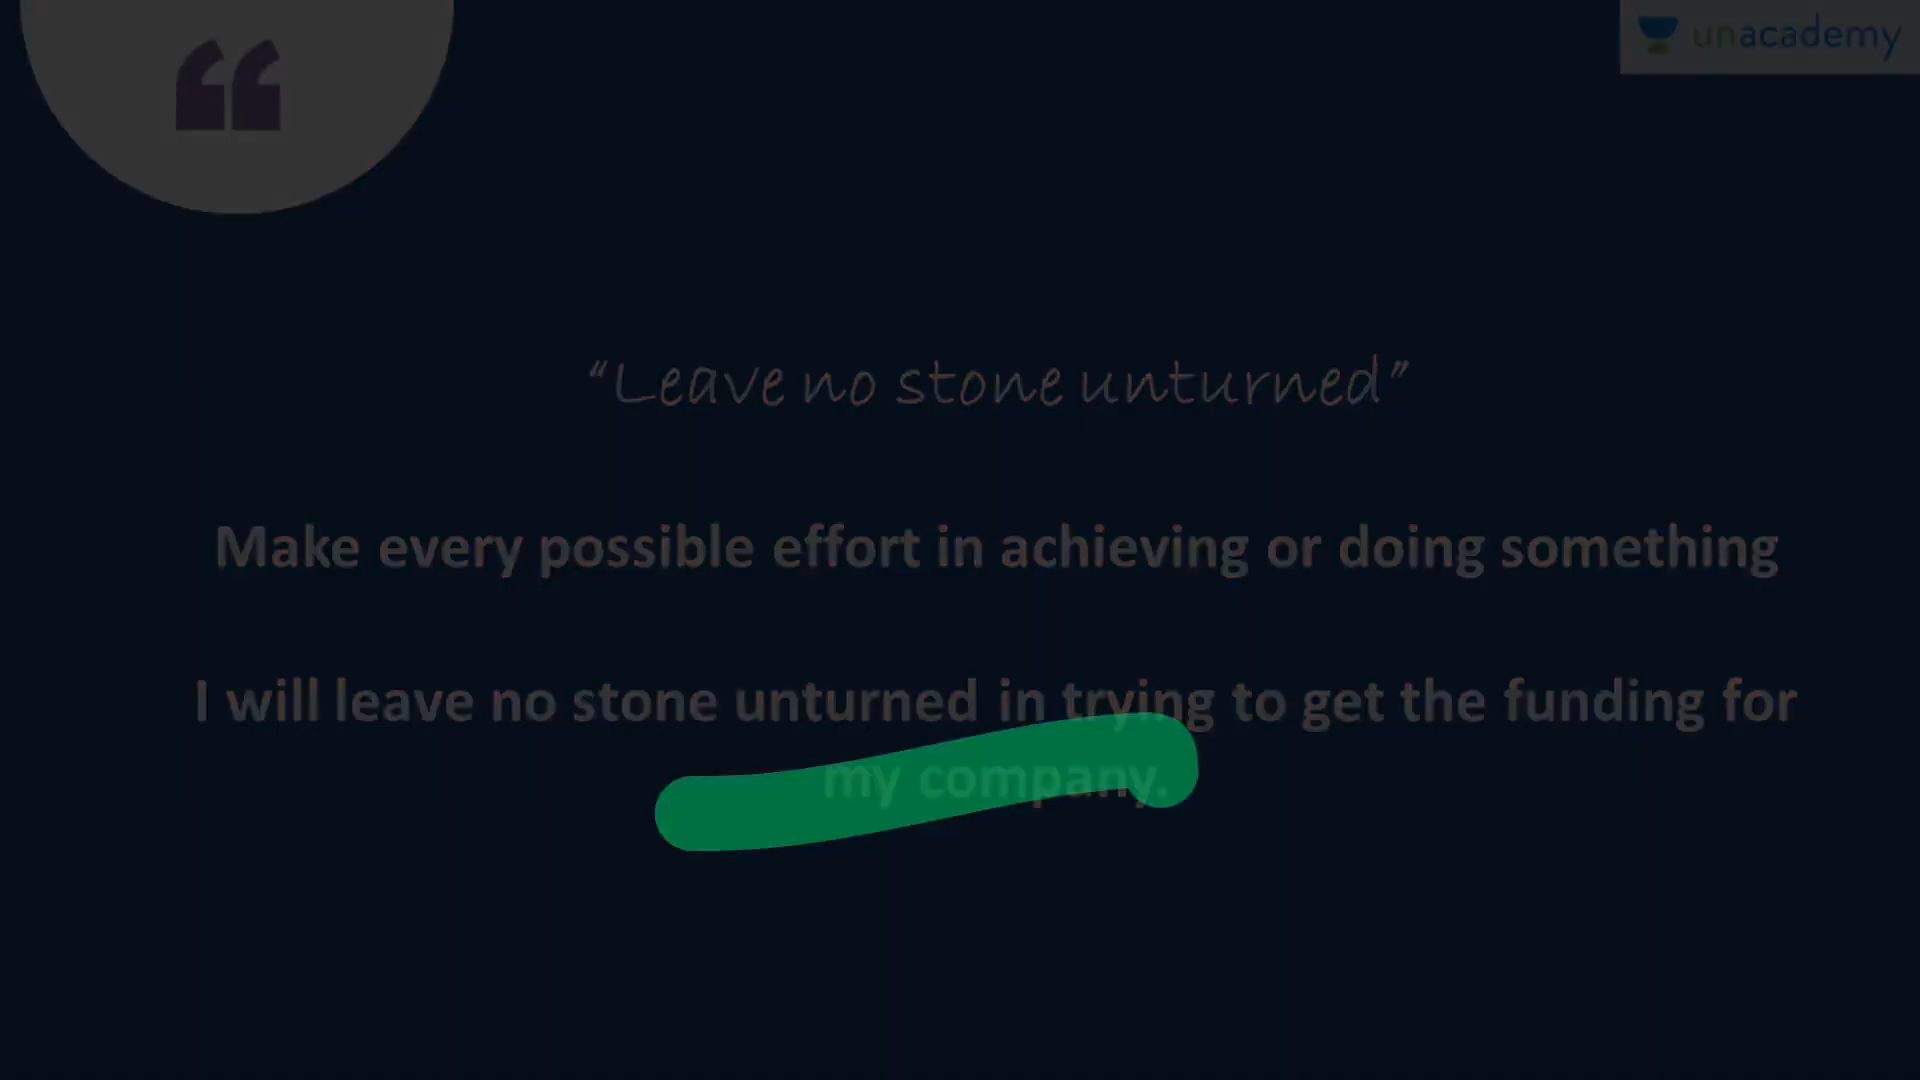 unacademy
“Leave no stone unturned”
Make every possible effort in achieving or doing something
I will leave no stone unturned in trying to get the funding for
my company.